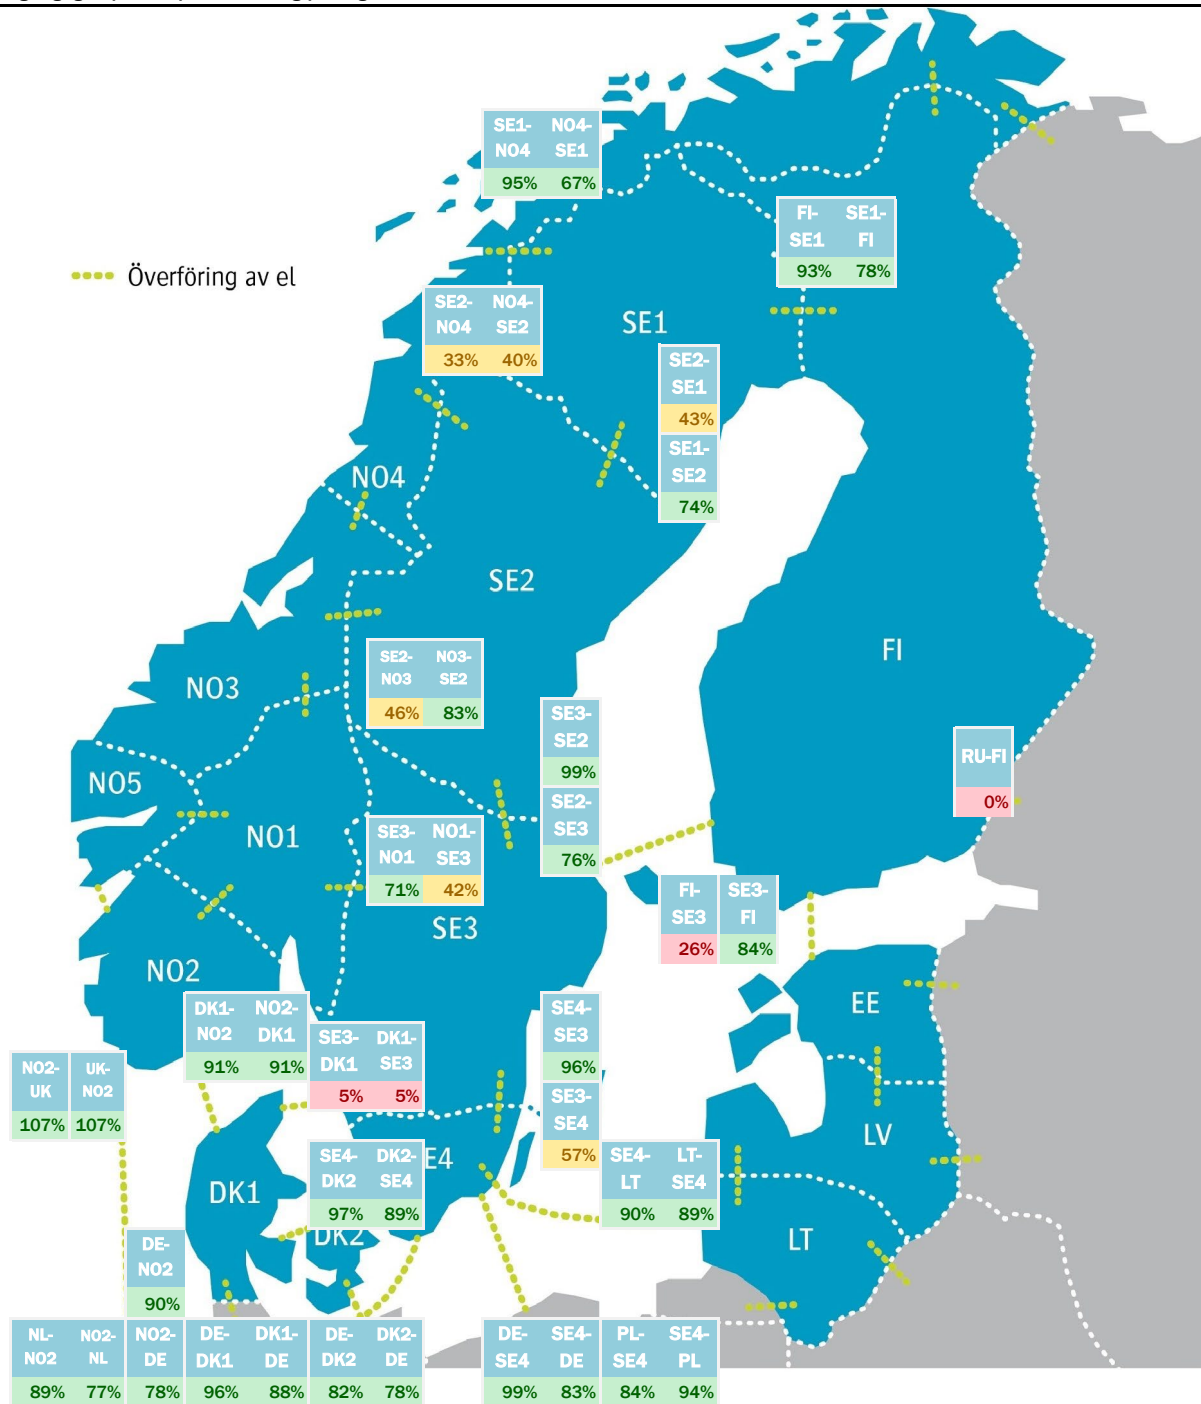 SE1- NO4-
NO4 SE1
95% 67%
FI- SE1-
SE1 FI
93% 78%
Överföring av el
SE2- NO4-
NO4 SE2
33% 40%
SE1
SE2-
SE1
43%
SE1-
SE2
74%
NO4
SE2
FI
SE2- NO3-
NO3 SE2
46% 83%
NO3
SE3-
SE2
99%
RU-FI
0%
NO5
SE2-
SE3
76%
NO1
SE3- NO1-
NO1 SE3
71% 42%
FI- SE3-
SE3 FI
26% 84%
SE3
NO2
EE
DK1- NO2-
NO2 DK1
91% 91%
SE3- DK1-
DK1 SE3
5% 5%
SE4-
SE3
96%
NO2- UK-
UK NO2
107% 107%
SE3-
SE4
57%
LV
SE4- DK2-
DK2 SE4
97% 89%
E4
SE4- LT-
LT SE4
90% 89%
DK1
DK2
LT
DE-
NO2
90%
NL- NO2- NO2- DE- DK1- DE- DK2- DE- SE4- PL- SE4-
NO2 NL DE DK1 DE DK2 DE SE4 DE SE4 PL
89% 77% 78% 96% 88% 82% 78% 99% 83% 84% 94%